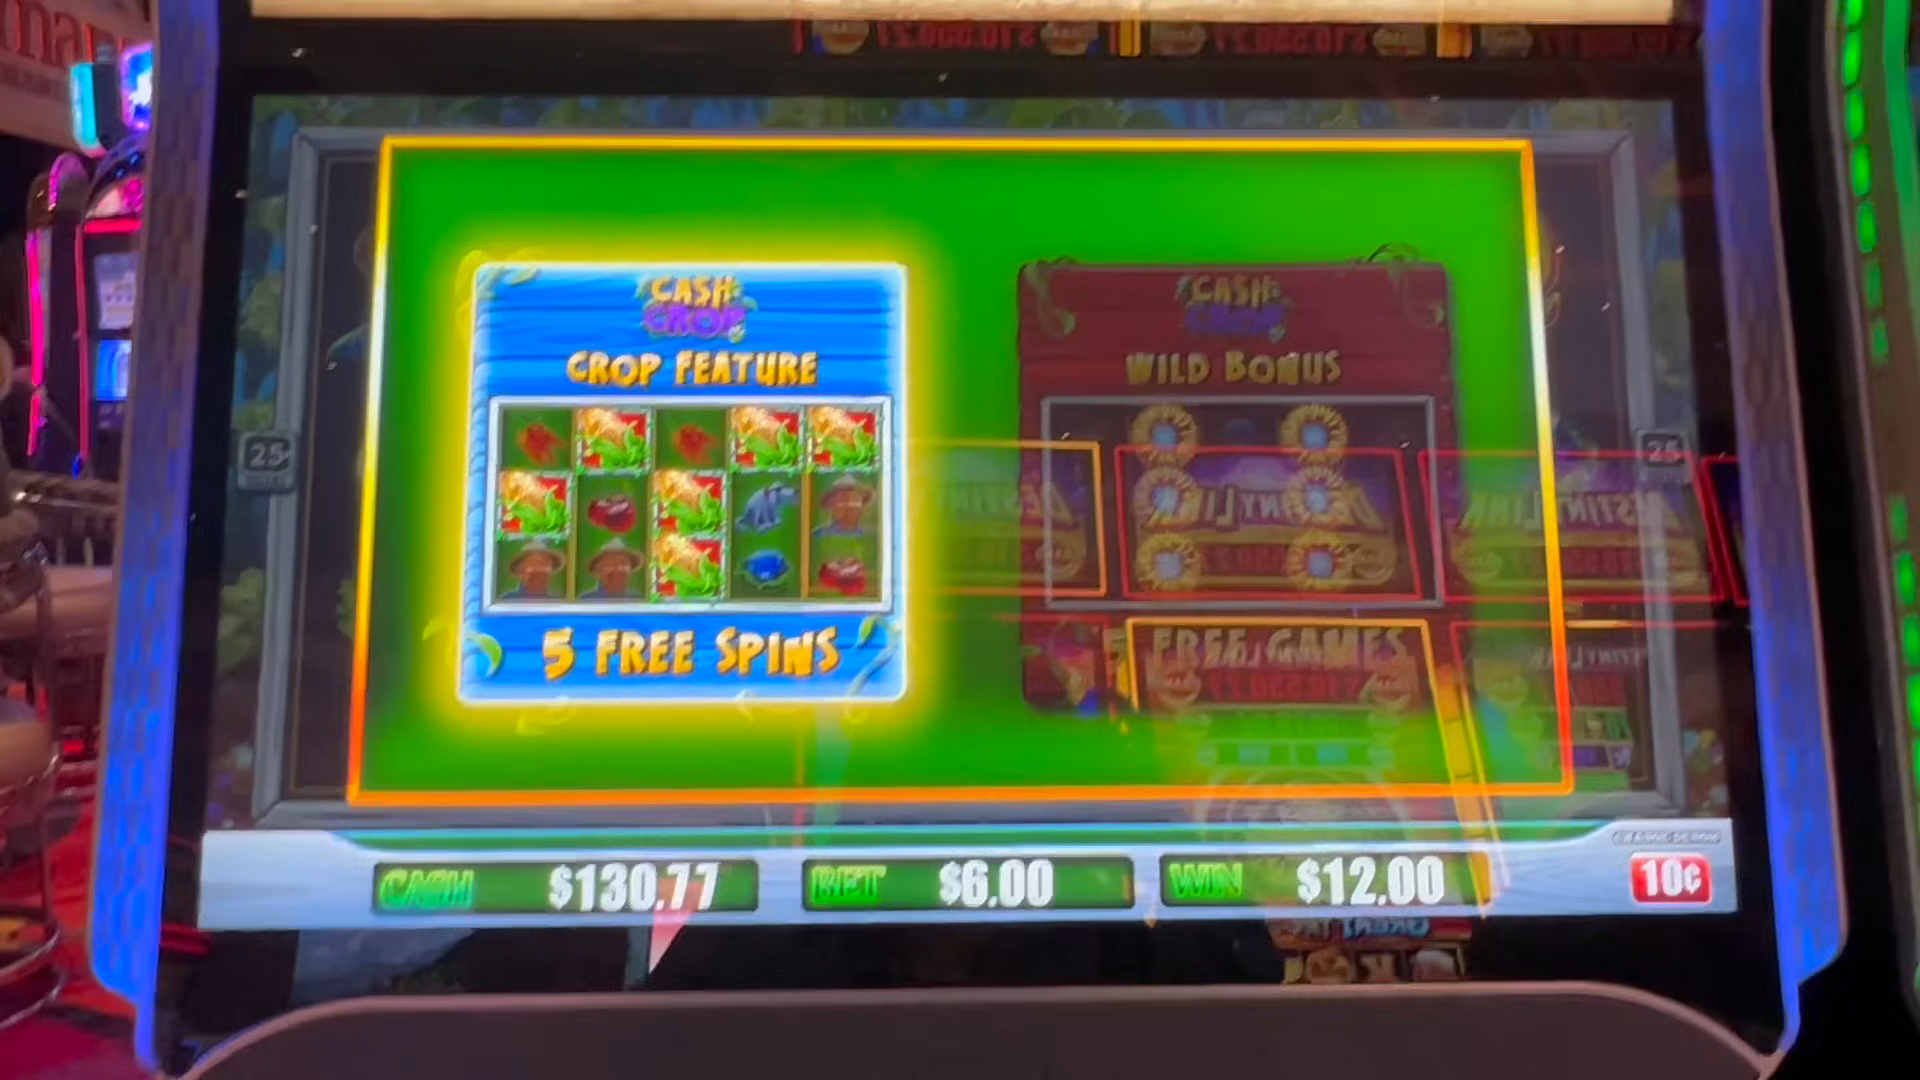 CASH
CROP
CROP FEATURE
5 FREE SPINS
CASH
CROP
WILD BONUS
5 FREE GAMES
25
25
CASH $130.77
BET $6.00
WIN $12.00
10¢